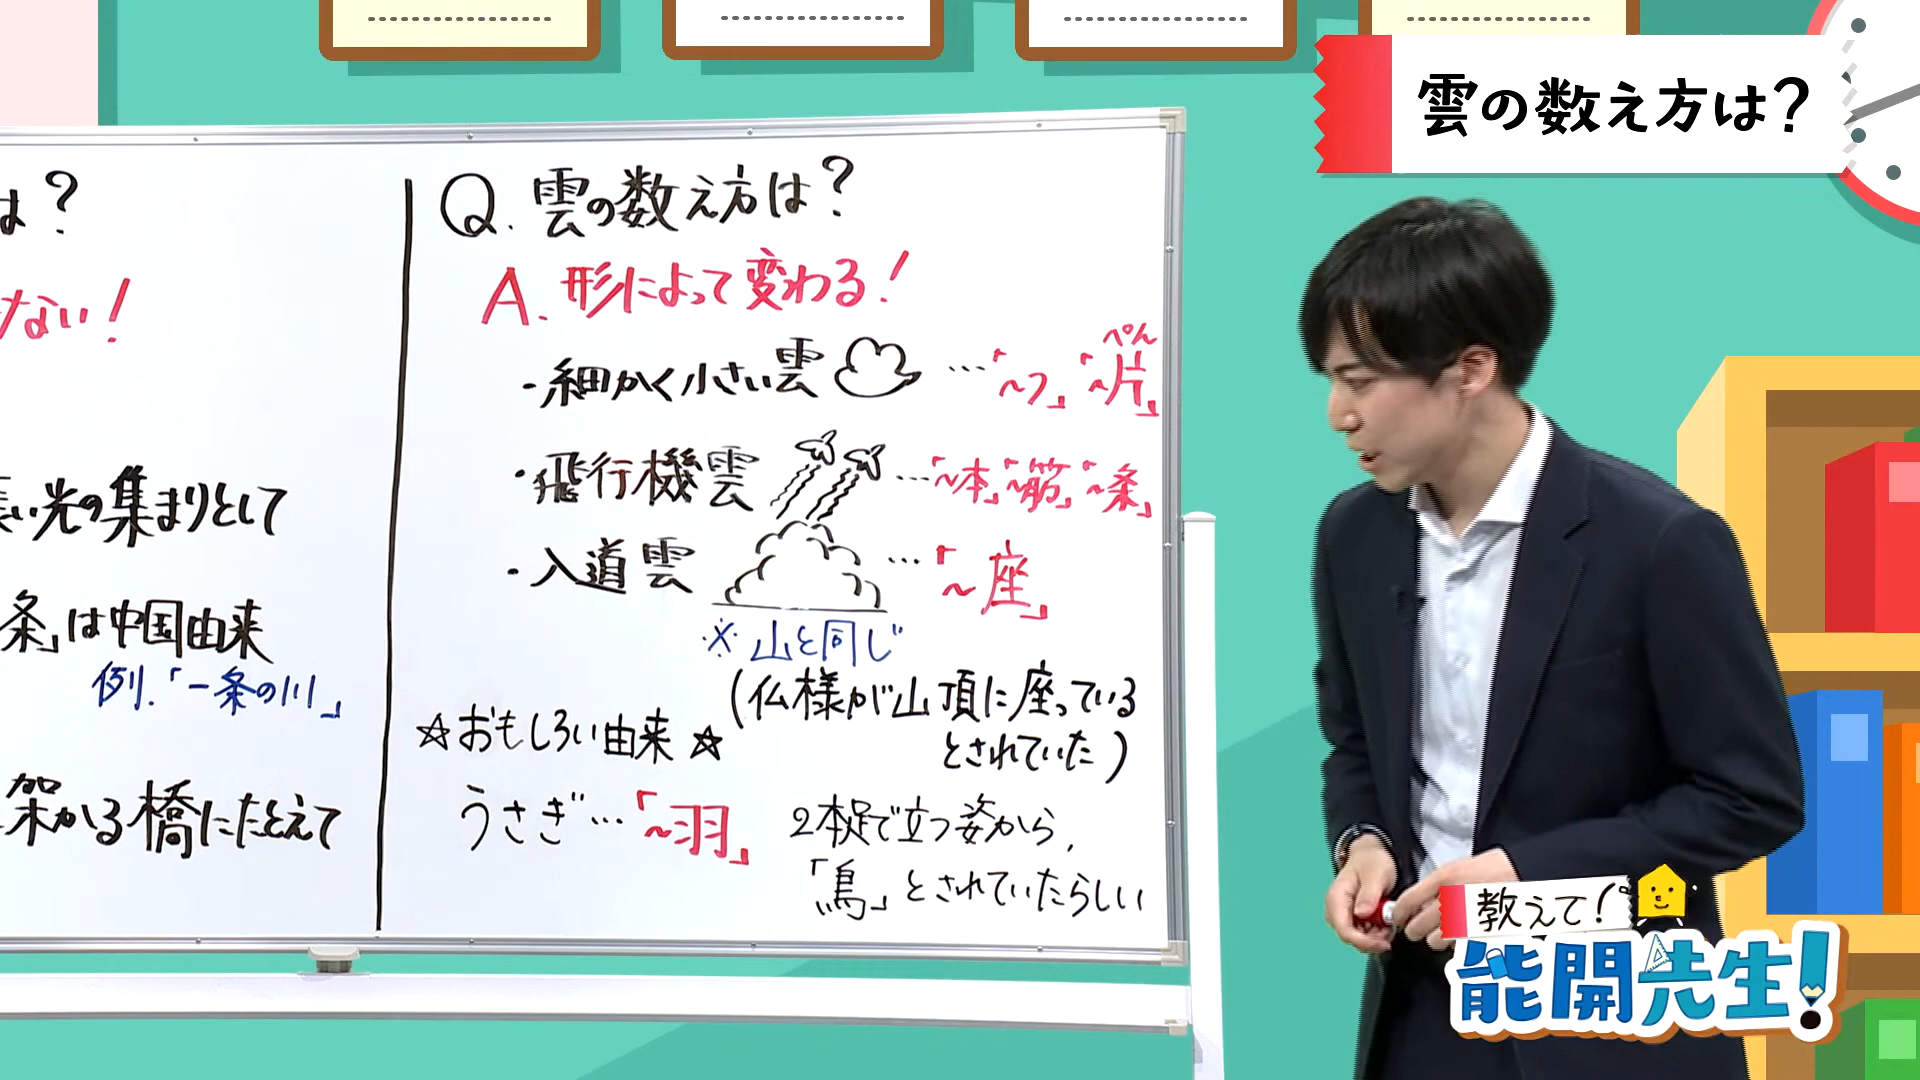 雲の数え方は?
は?
ない!
い光の集まりとして
条」は中国由来
例.「一条の川」
架かる橋にたとえて
Q. 雲の数え方は?
A. 形によって変わる!
・細かく小さい雲 …「~つ」「~片」
ぺん
・飛行機雲 …「~本」「~筋」「~条」
・入道雲 …「~座」
※山と同じ
(仏様が山頂に座っている
とされていた)
☆おもしろい由来☆
うさぎ…「~羽」
2本足で立つ姿から、
「鳥」とされていたらしい
教えて!
能開先生!